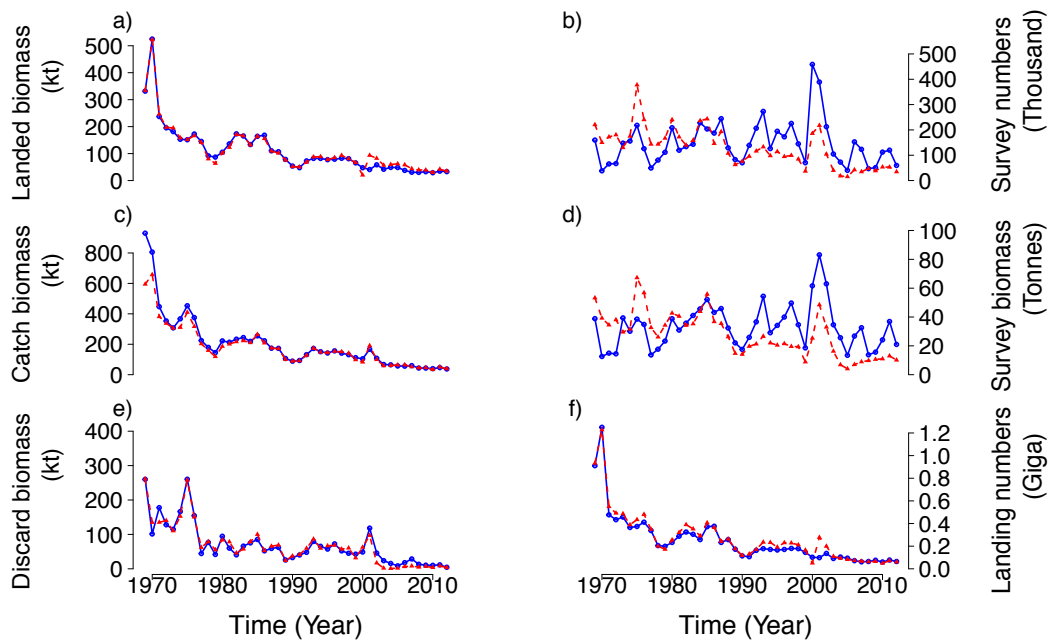 a)
Landed biomass
(kt)
500
400
300
200
100
0
b)
500
400
300
200
100
0
Survey numbers
(Thousand)
c)
Catch biomass
(kt)
800
600
400
200
0
d)
100
80
60
40
20
0
Survey biomass
(Tonnes)
e)
Discard biomass
(kt)
400
300
200
100
0
1970 1980 1990 2000 2010
Time (Year)
f)
1.2
1.0
0.8
0.6
0.4
0.2
0.0
Landing numbers
(Giga)
1970 1980 1990 2000 2010
Time (Year)